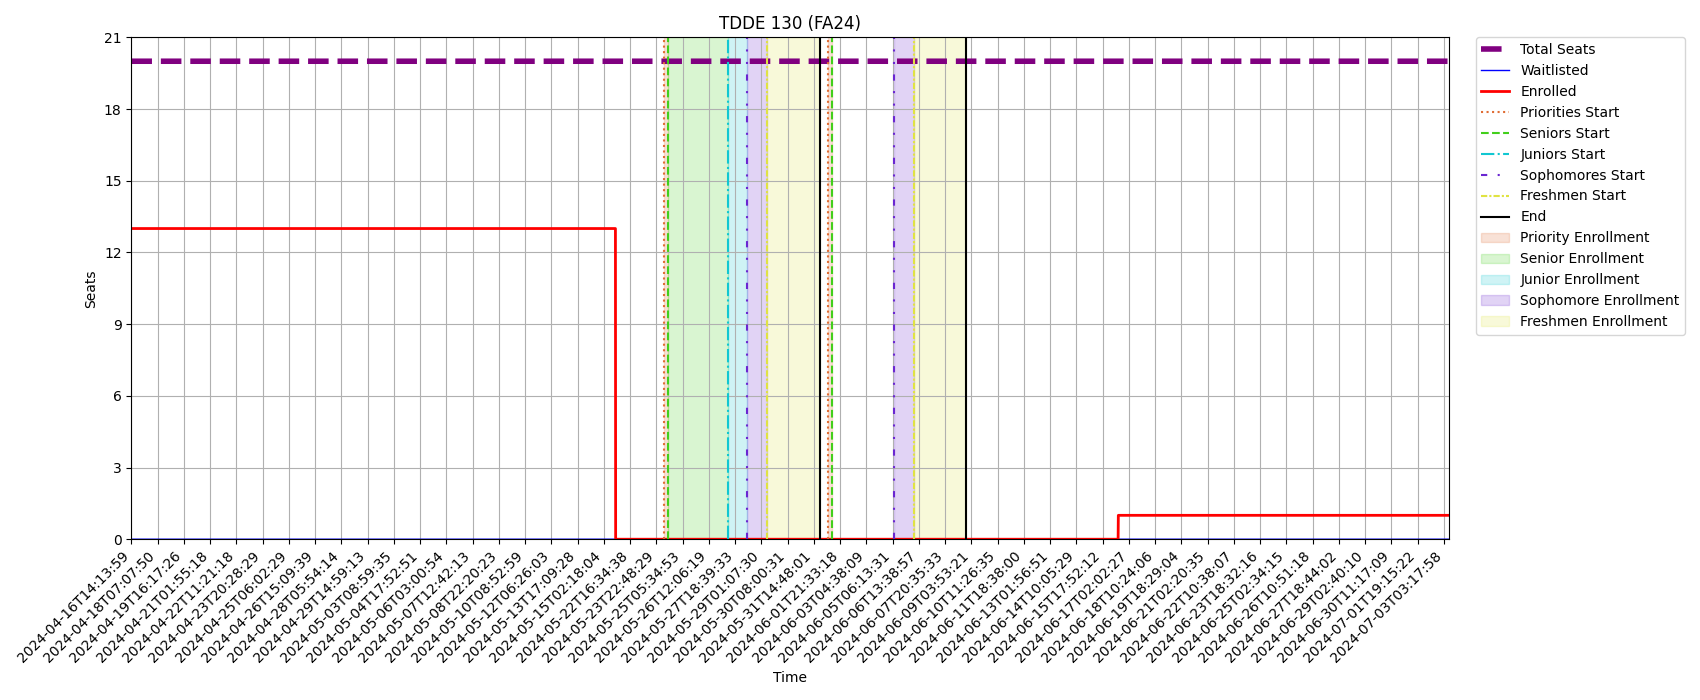 TDDE 130 (FA24)
21
18
15
12
9
6
3
0
Seats
2024-04-16T14:13:59
2024-04-18T07:07:50
2024-04-19T16:17:26
2024-04-21T01:55:18
2024-04-22T11:21:18
2024-04-23T20:28:29
2024-04-25T06:02:29
2024-04-26T15:09:39
2024-04-28T05:54:14
2024-04-29T14:59:13
2024-05-03T08:59:35
2024-05-04T17:52:51
2024-05-06T03:00:54
2024-05-07T12:42:13
2024-05-08T22:20:23
2024-05-10T08:52:59
2024-05-12T06:26:03
2024-05-13T17:09:28
2024-05-15T02:18:04
2024-05-22T16:34:38
2024-05-23T22:48:29
2024-05-25T05:34:53
2024-05-26T12:06:19
2024-05-27T18:39:33
2024-05-29T01:07:30
2024-05-30T08:00:31
2024-05-31T14:48:01
2024-06-01T21:33:18
2024-06-03T04:38:09
2024-06-05T06:13:31
2024-06-06T13:38:57
2024-06-07T20:35:33
2024-06-09T03:53:21
2024-06-10T11:26:35
2024-06-11T18:38:00
2024-06-13T01:56:51
2024-06-14T10:05:29
2024-06-15T17:52:12
2024-06-17T02:02:27
2024-06-18T10:24:06
2024-06-19T18:29:04
2024-06-21T02:20:35
2024-06-22T10:38:07
2024-06-23T18:32:16
2024-06-25T02:34:15
2024-06-26T10:51:18
2024-06-27T18:44:02
2024-06-29T02:40:10
2024-06-30T11:17:09
2024-07-01T19:15:22
2024-07-03T03:17:58
Time
Total Seats
Waitlisted
Enrolled
Priorities Start
Seniors Start
Juniors Start
Sophomores Start
Freshmen Start
End
Priority Enrollment
Senior Enrollment
Junior Enrollment
Sophomore Enrollment
Freshmen Enrollment